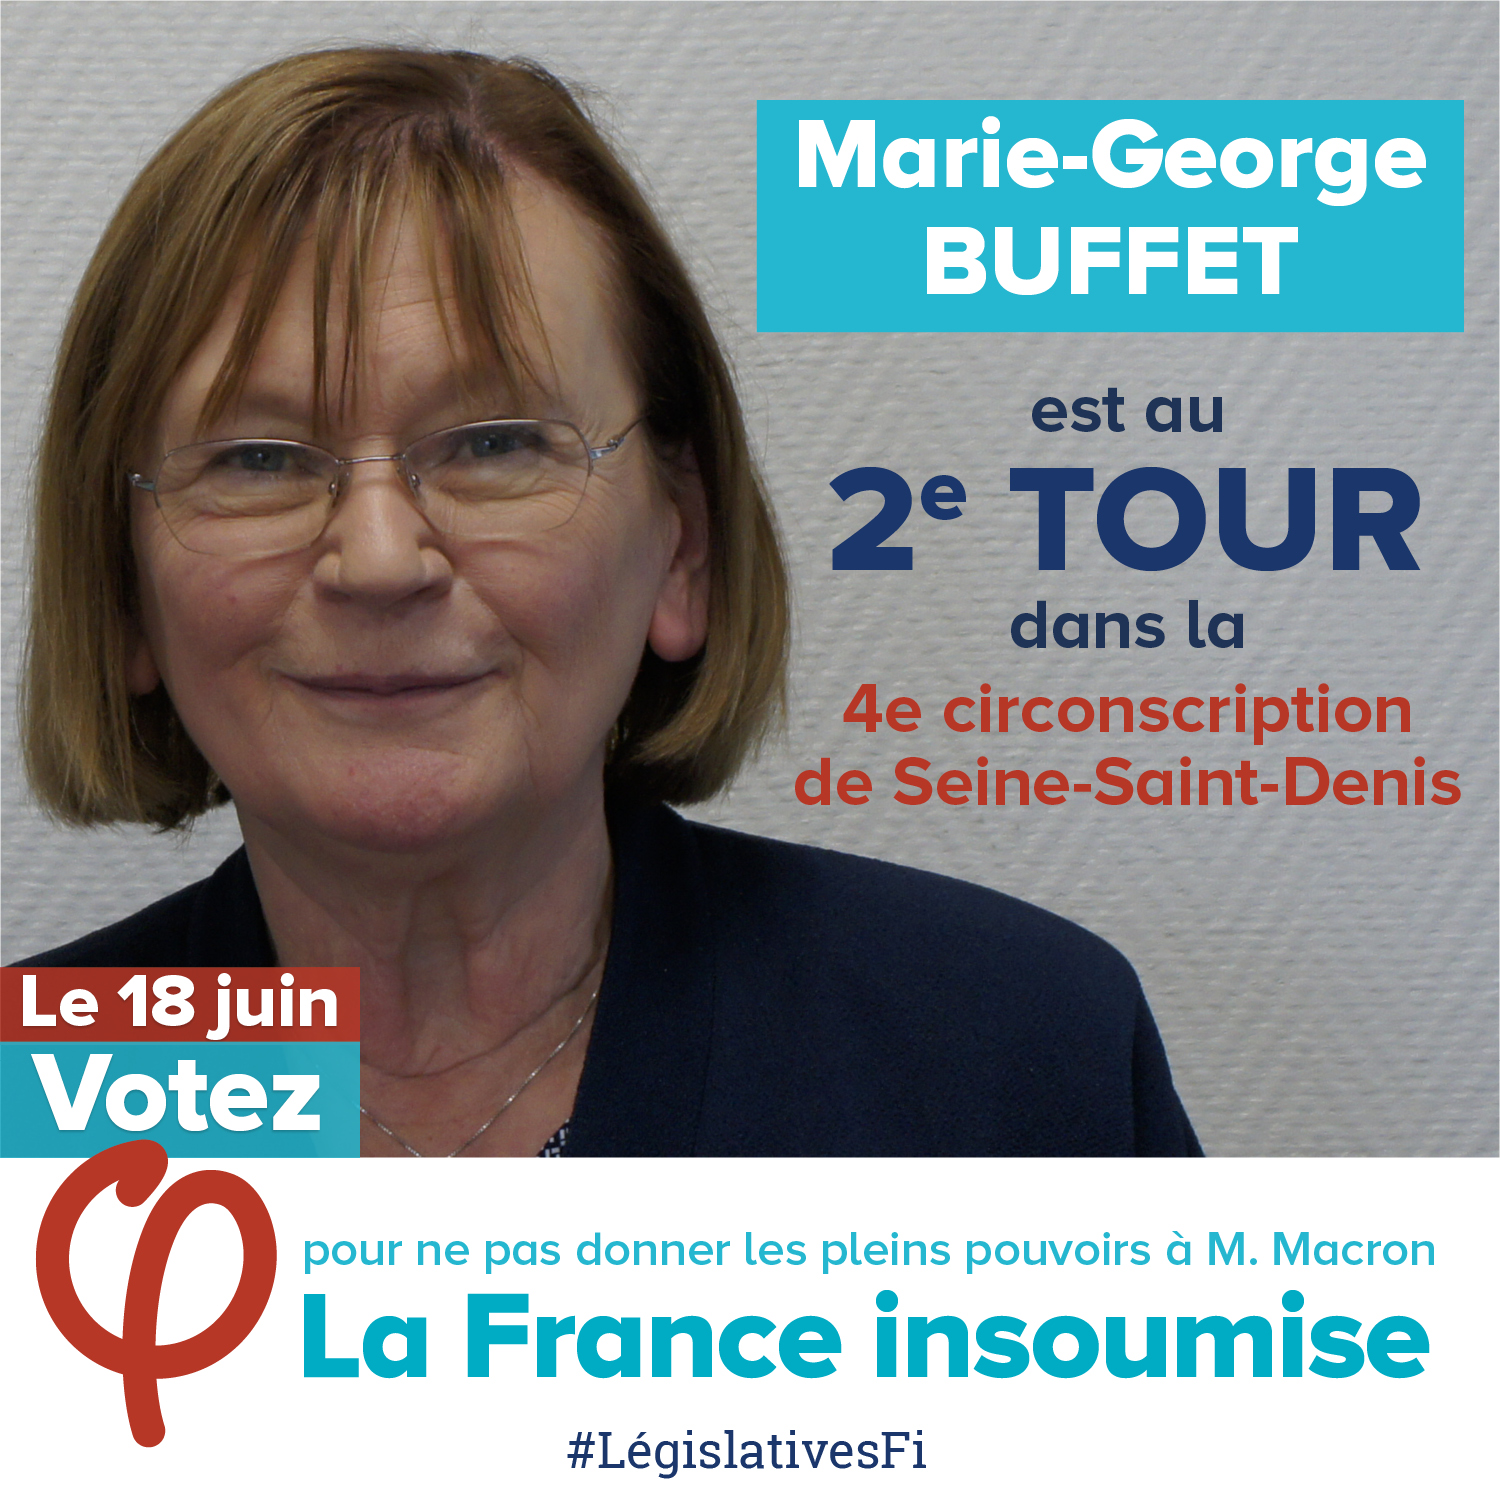 Marie-George
BUFFET
est au
2e TOUR
dans la
4e circonscription
de Seine-Saint-Denis
Le 18 juin
Votez
φ
pour ne pas donner les pleins pouvoirs à M. Macron
La France insoumise
#LégislativesFi